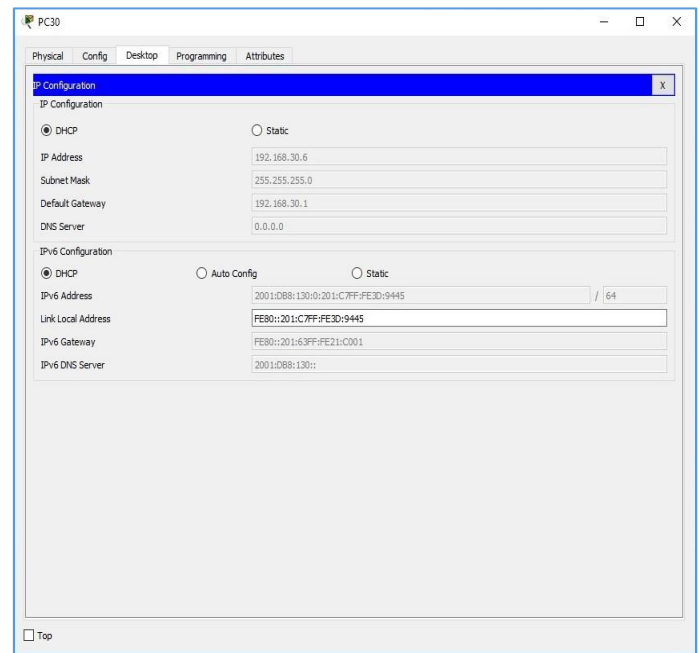 PC30
Physical Config Desktop Programming Attributes
IP Configuration X
IP Configuration
DHCP Static
IP Address 192.168.30.6
Subnet Mask 255.255.255.0
Default Gateway 192.168.30.1
DNS Server 0.0.0.0
IPv6 Configuration
DHCP Auto Config Static
IPv6 Address 2001:DB8:130:0:201:C7FF:FE3D:9445 / 64
Link Local Address FE80::201:C7FF:FE3D:9445
IPv6 Gateway FE80::201:63FF:FE21:C001
IPv6 DNS Server 2001:DB8:130::
Top